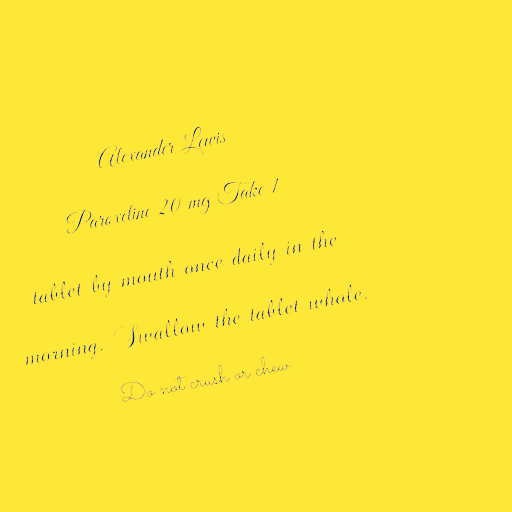 Alexander Lewis
Paroxetine 20 mg Take 1
tablet by mouth once daily in the
morning. Swallow the tablet whole.
Do not crush or chew.